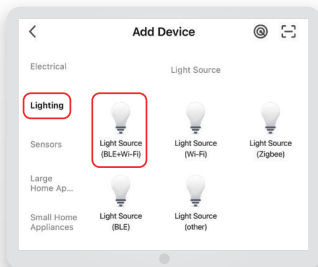 Add Device
Electrical
Light Source
Lighting
Sensors
Light Source
(BLE+Wi-Fi)
Light Source
(Wi-Fi)
Light Source
(Zigbee)
Large
Home Ap...
Small Home
Appliances
Light Source
(BLE)
Light Source
(other)